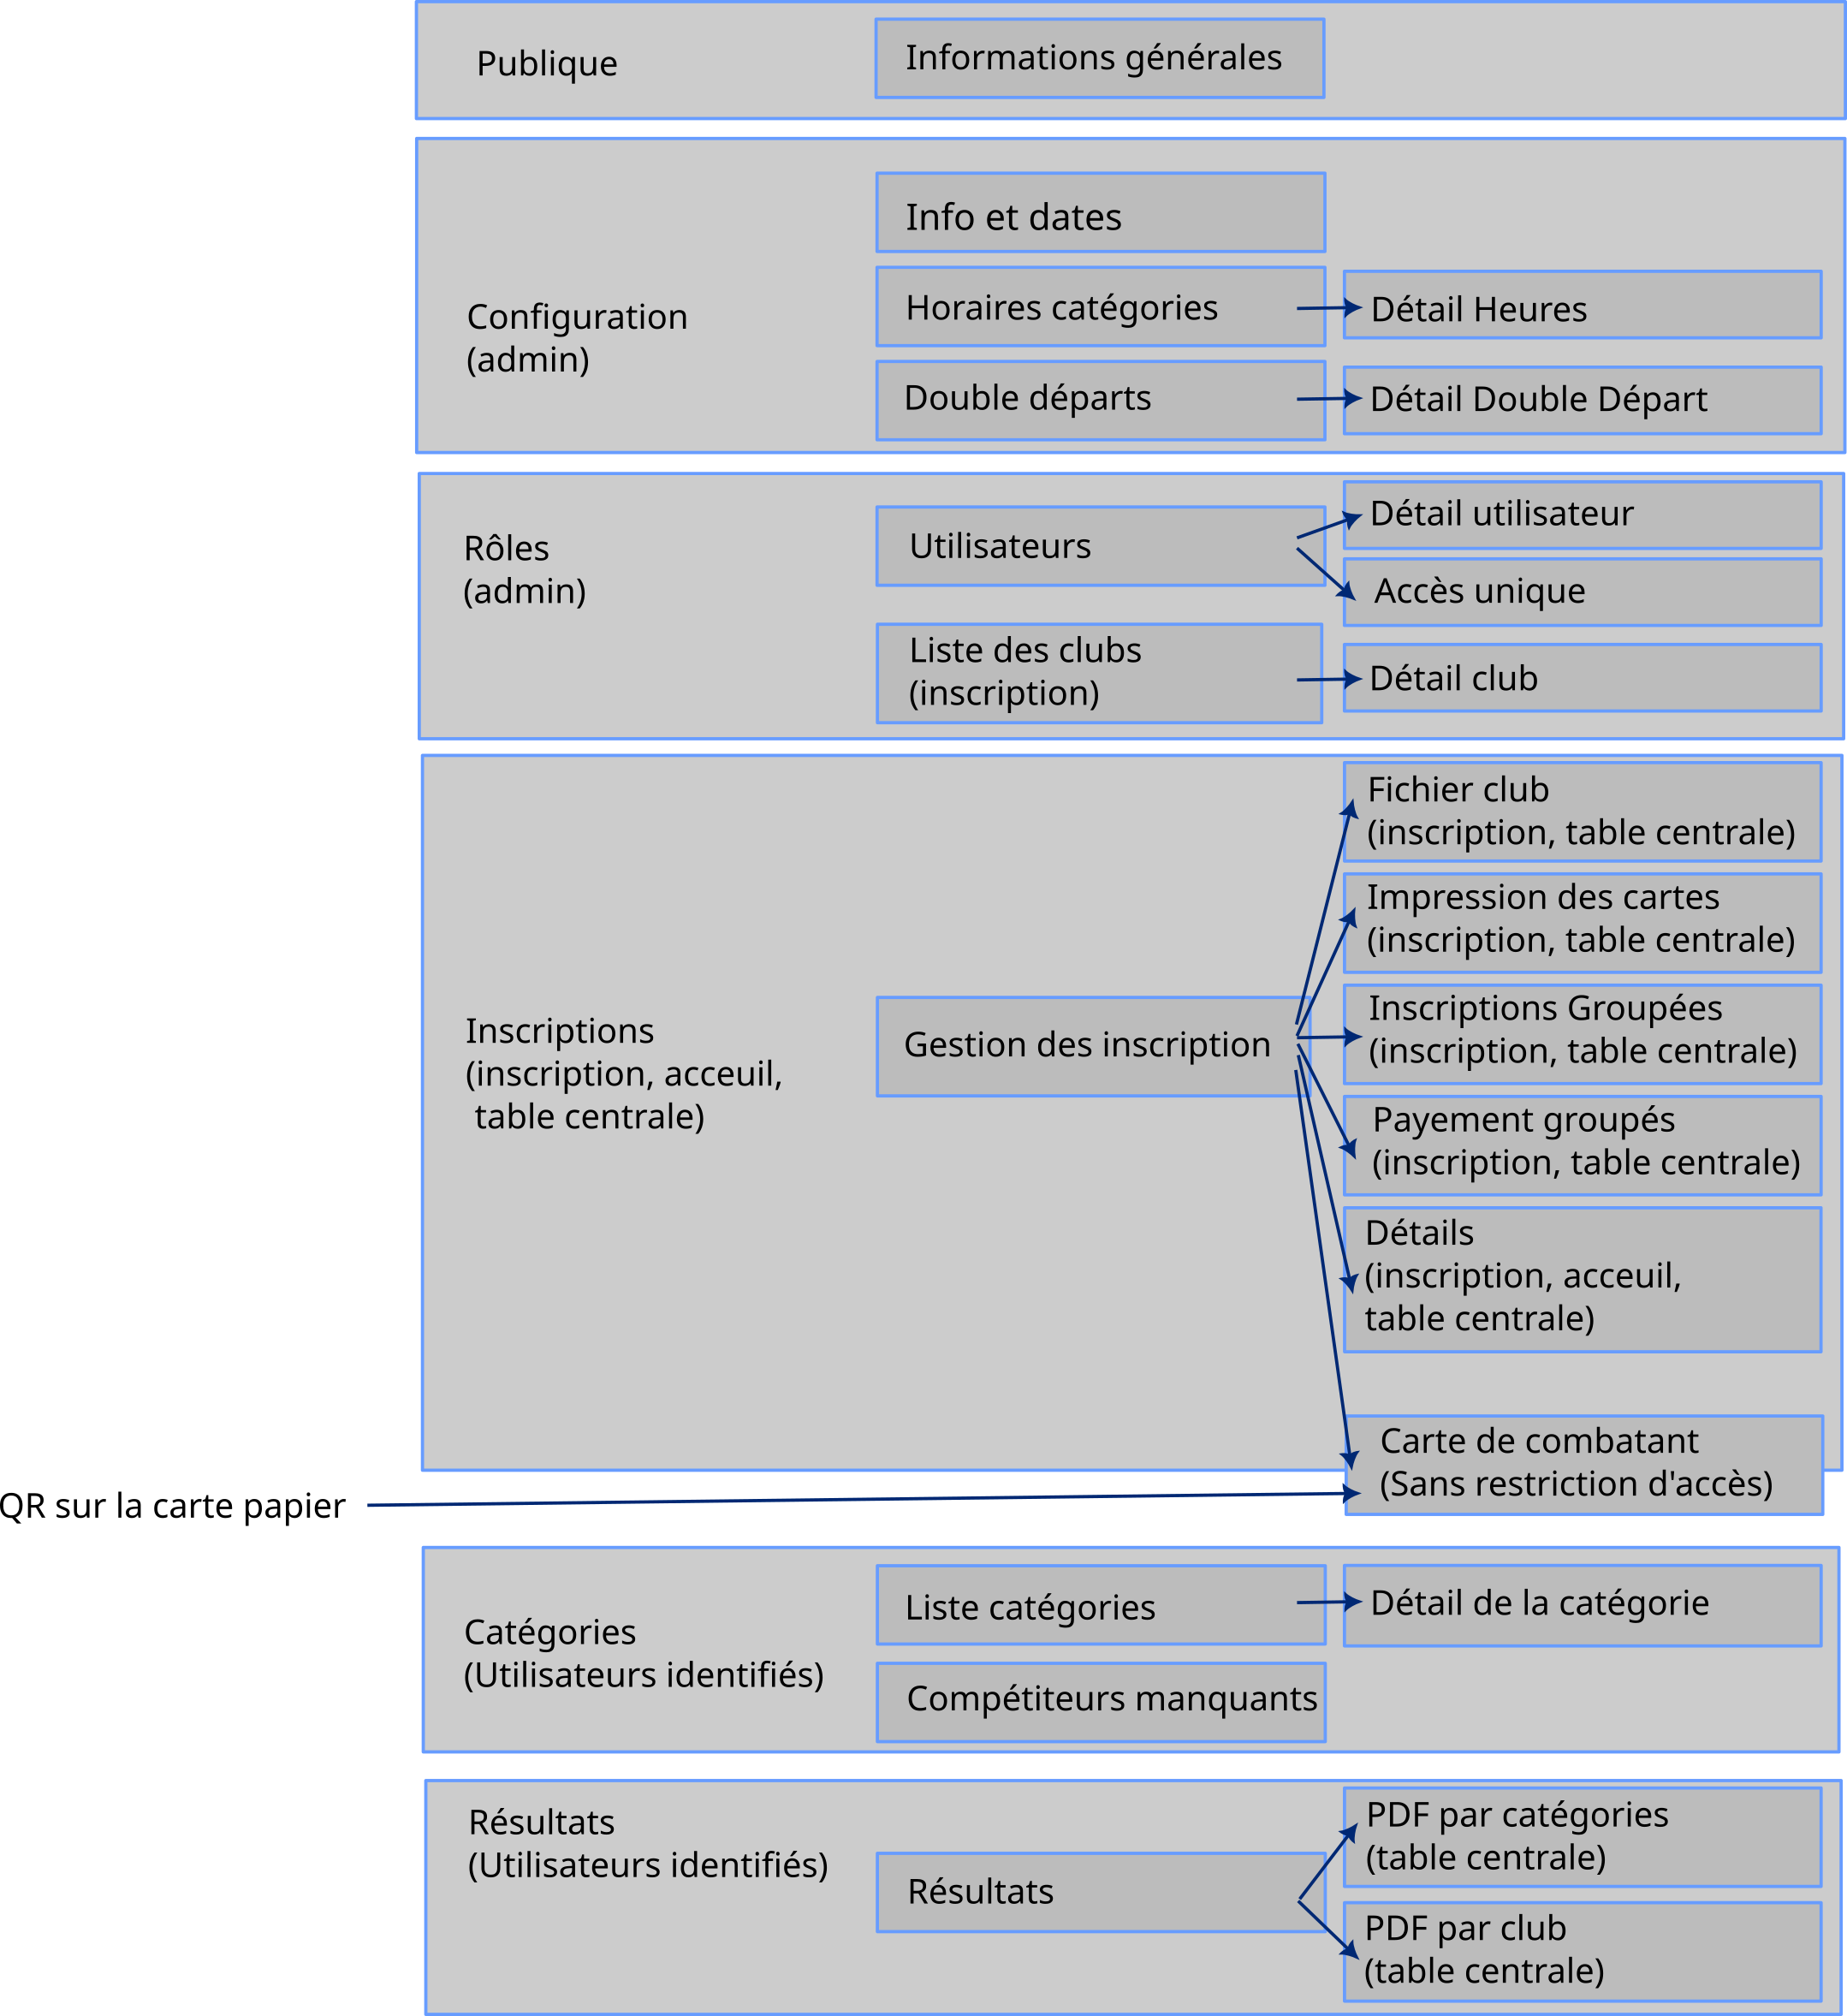 Publique
Informations générales
Configuration
(admin)
Info et dates
Horaires catégories
Détail Heures
Double départs
Détail Double Départ
Rôles
(admin)
Utilisateurs
Détail utilisateur
Accès unique
Liste des clubs
(inscription)
Détail club
Inscriptions
(inscription, acceuil,
table centrale)
Gestion des inscription
Fichier club
(inscription, table centrale)
Impression des cartes
(inscription, table centrale)
Inscriptions Groupées
(inscription, table centrale)
Payement groupés
(inscription, table centrale)
Détails
(inscription, acceuil,
table centrale)
Carte de combatant
(Sans restriction d'accès)
QR sur la carte papier
Catégories
(Utilisateurs identifiés)
Liste catégories
Détail de la catégorie
Compétiteurs manquants
Résultats
(Utilisateurs identifiés)
Résultats
PDF par catégories
(table centrale)
PDF par club
(table centrale)